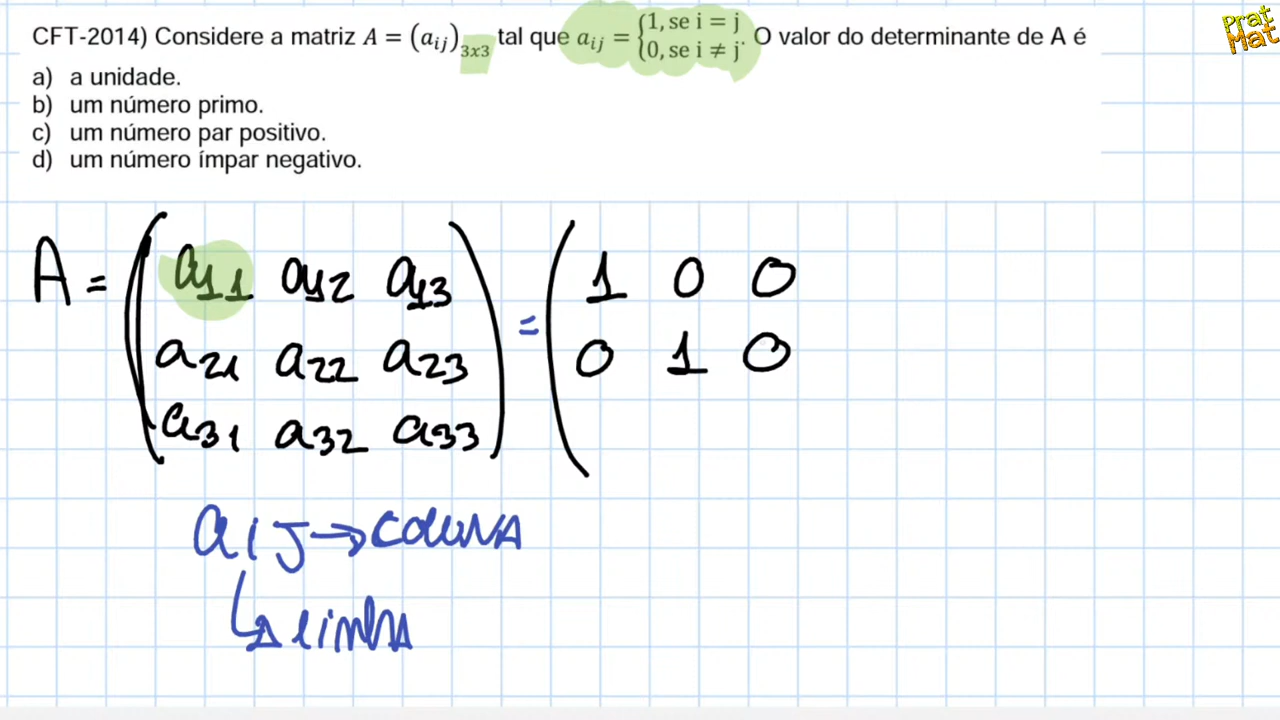 CFT-2014) Considere a matriz A = (aij)3x3 tal que aij = {1, se i = j
0, se i ≠ j. O valor do determinante de A é
a) a unidade.
b) um número primo.
c) um número par positivo.
d) um número ímpar negativo.
Prat
Mat
A = (a11 a12 a13 = (1 0 0
a21 a22 a23 0 1 0
a31 a32 a33)
aij → coluna
↳ linha